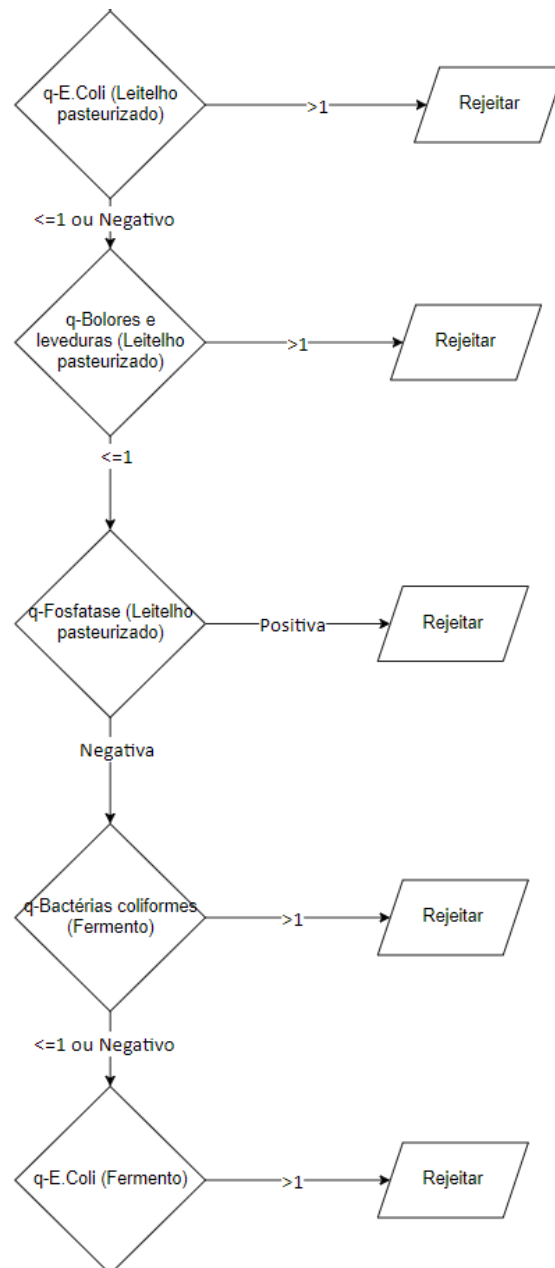 q-E.Coli (Leitelho
pasteurizado)
>1
Rejeitar
<=1 ou Negativo
q-Bolores e
leveduras (Leitelho
pasteurizado)
>1
Rejeitar
<=1
q-Fosfatase (Leitelho
pasteurizado)
Positiva
Rejeitar
Negativa
q-Bactérias coliformes
(Fermento)
>1
Rejeitar
<=1 ou Negativo
q-E.Coli (Fermento)
>1
Rejeitar